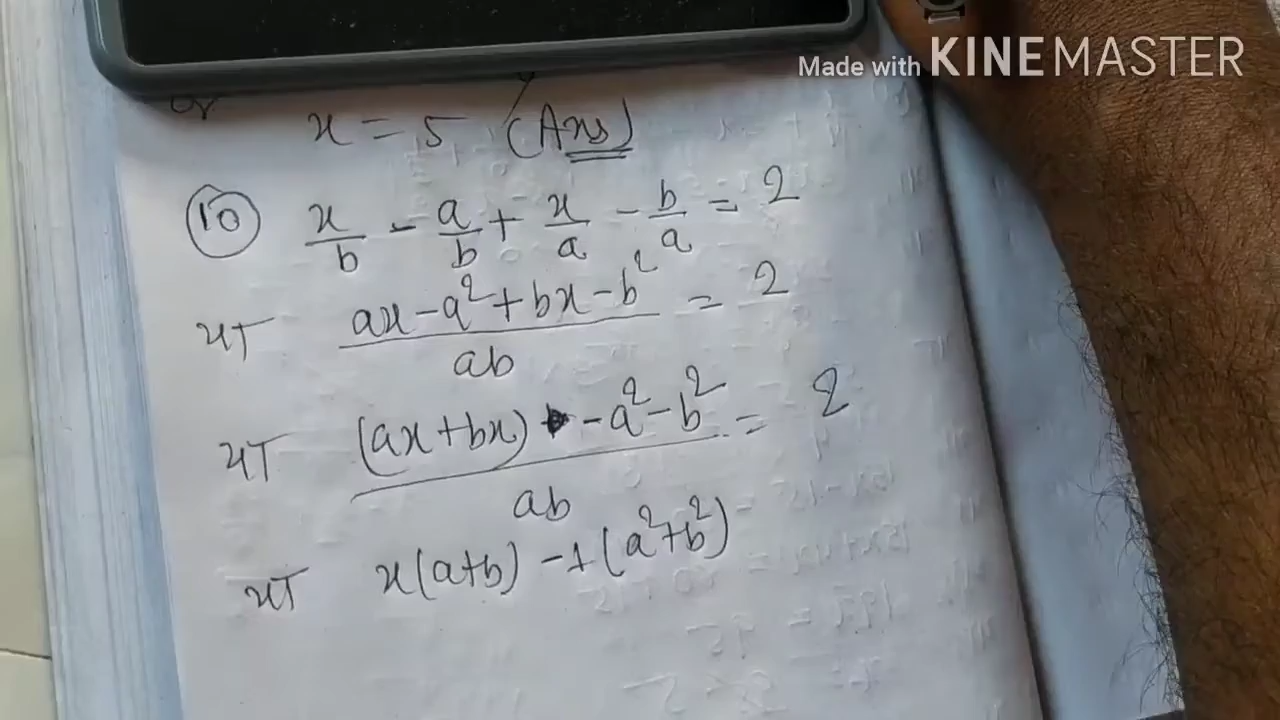 Made with KINEMASTER
or
x = 5 (Ans)
(10) x/b - a/b + x/a - b/a = 2
या (ax - a² + bx - b²)/ab = 2
या ((ax + bx) - a² - b²)/ab = 2
या x(a+b) - 1(a²+b²)